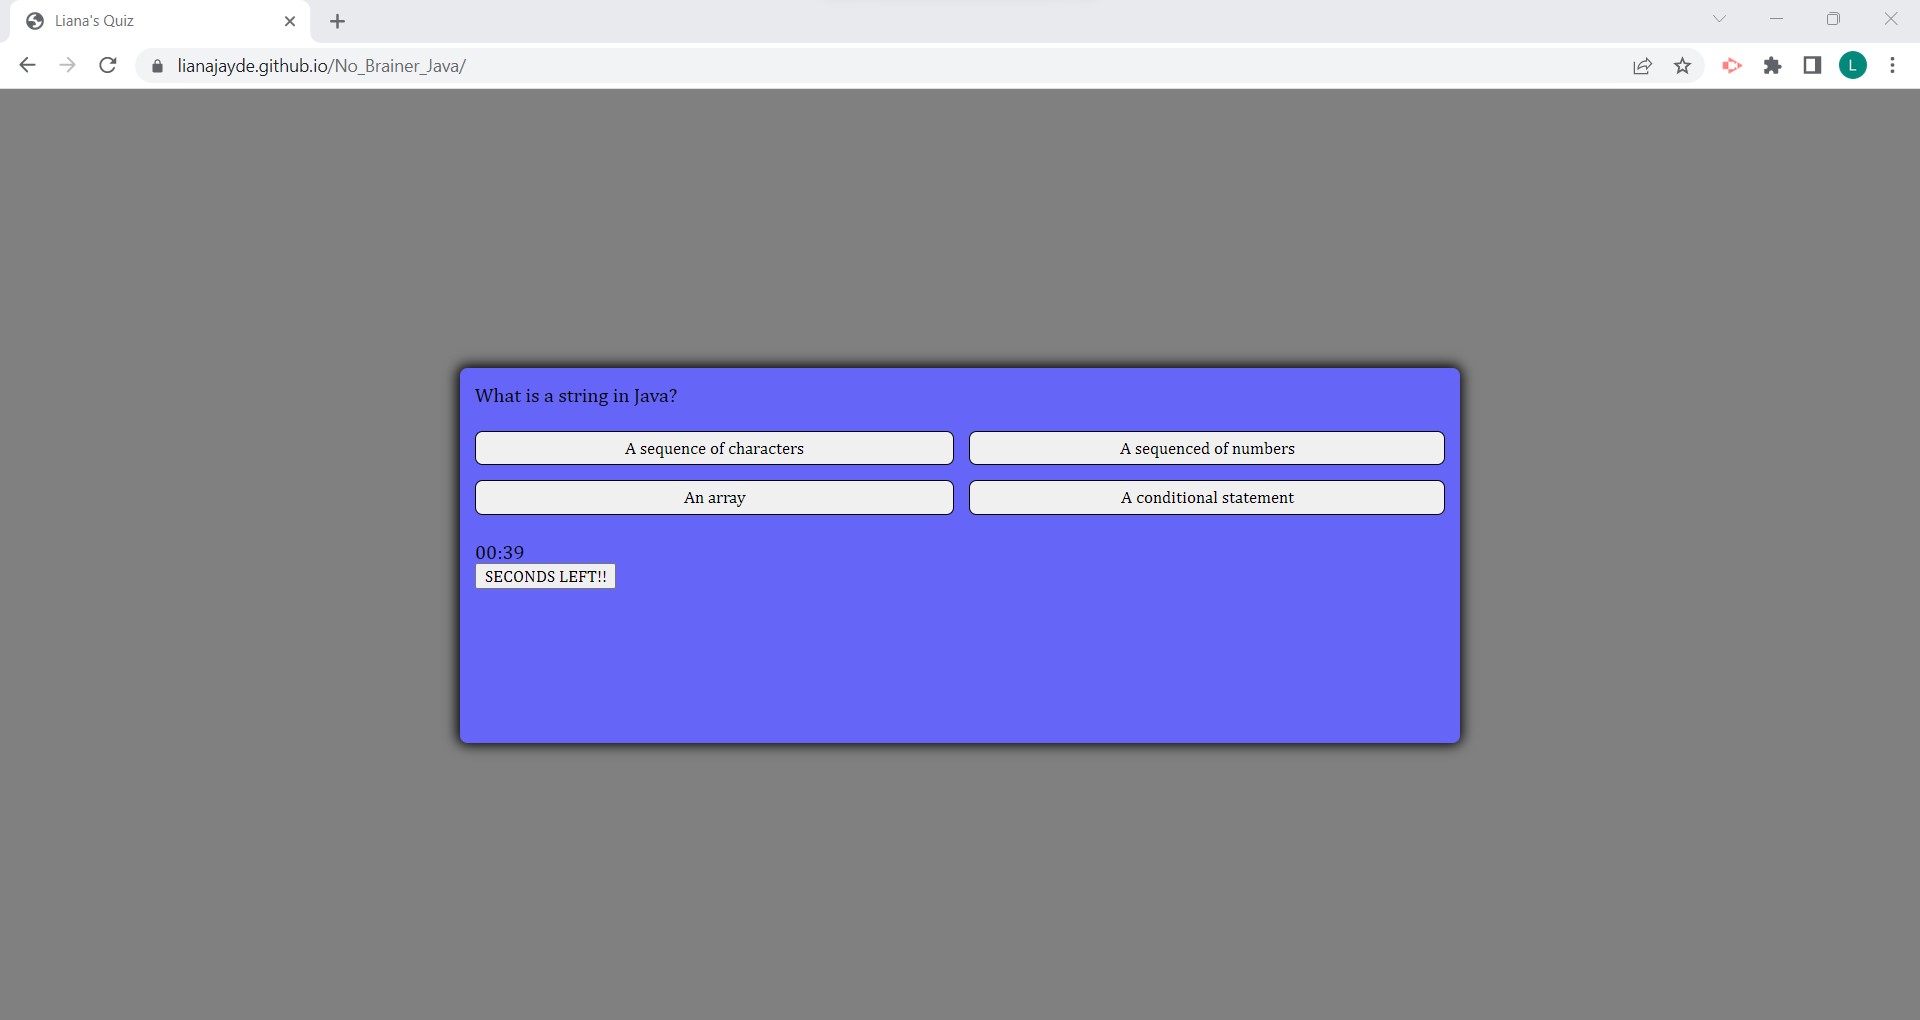 Liana's Quiz
lianajayde.github.io/No_Brainer_Java/
L
What is a string in Java?
A sequence of characters
A sequenced of numbers
An array
A conditional statement
00:39
SECONDS LEFT!!